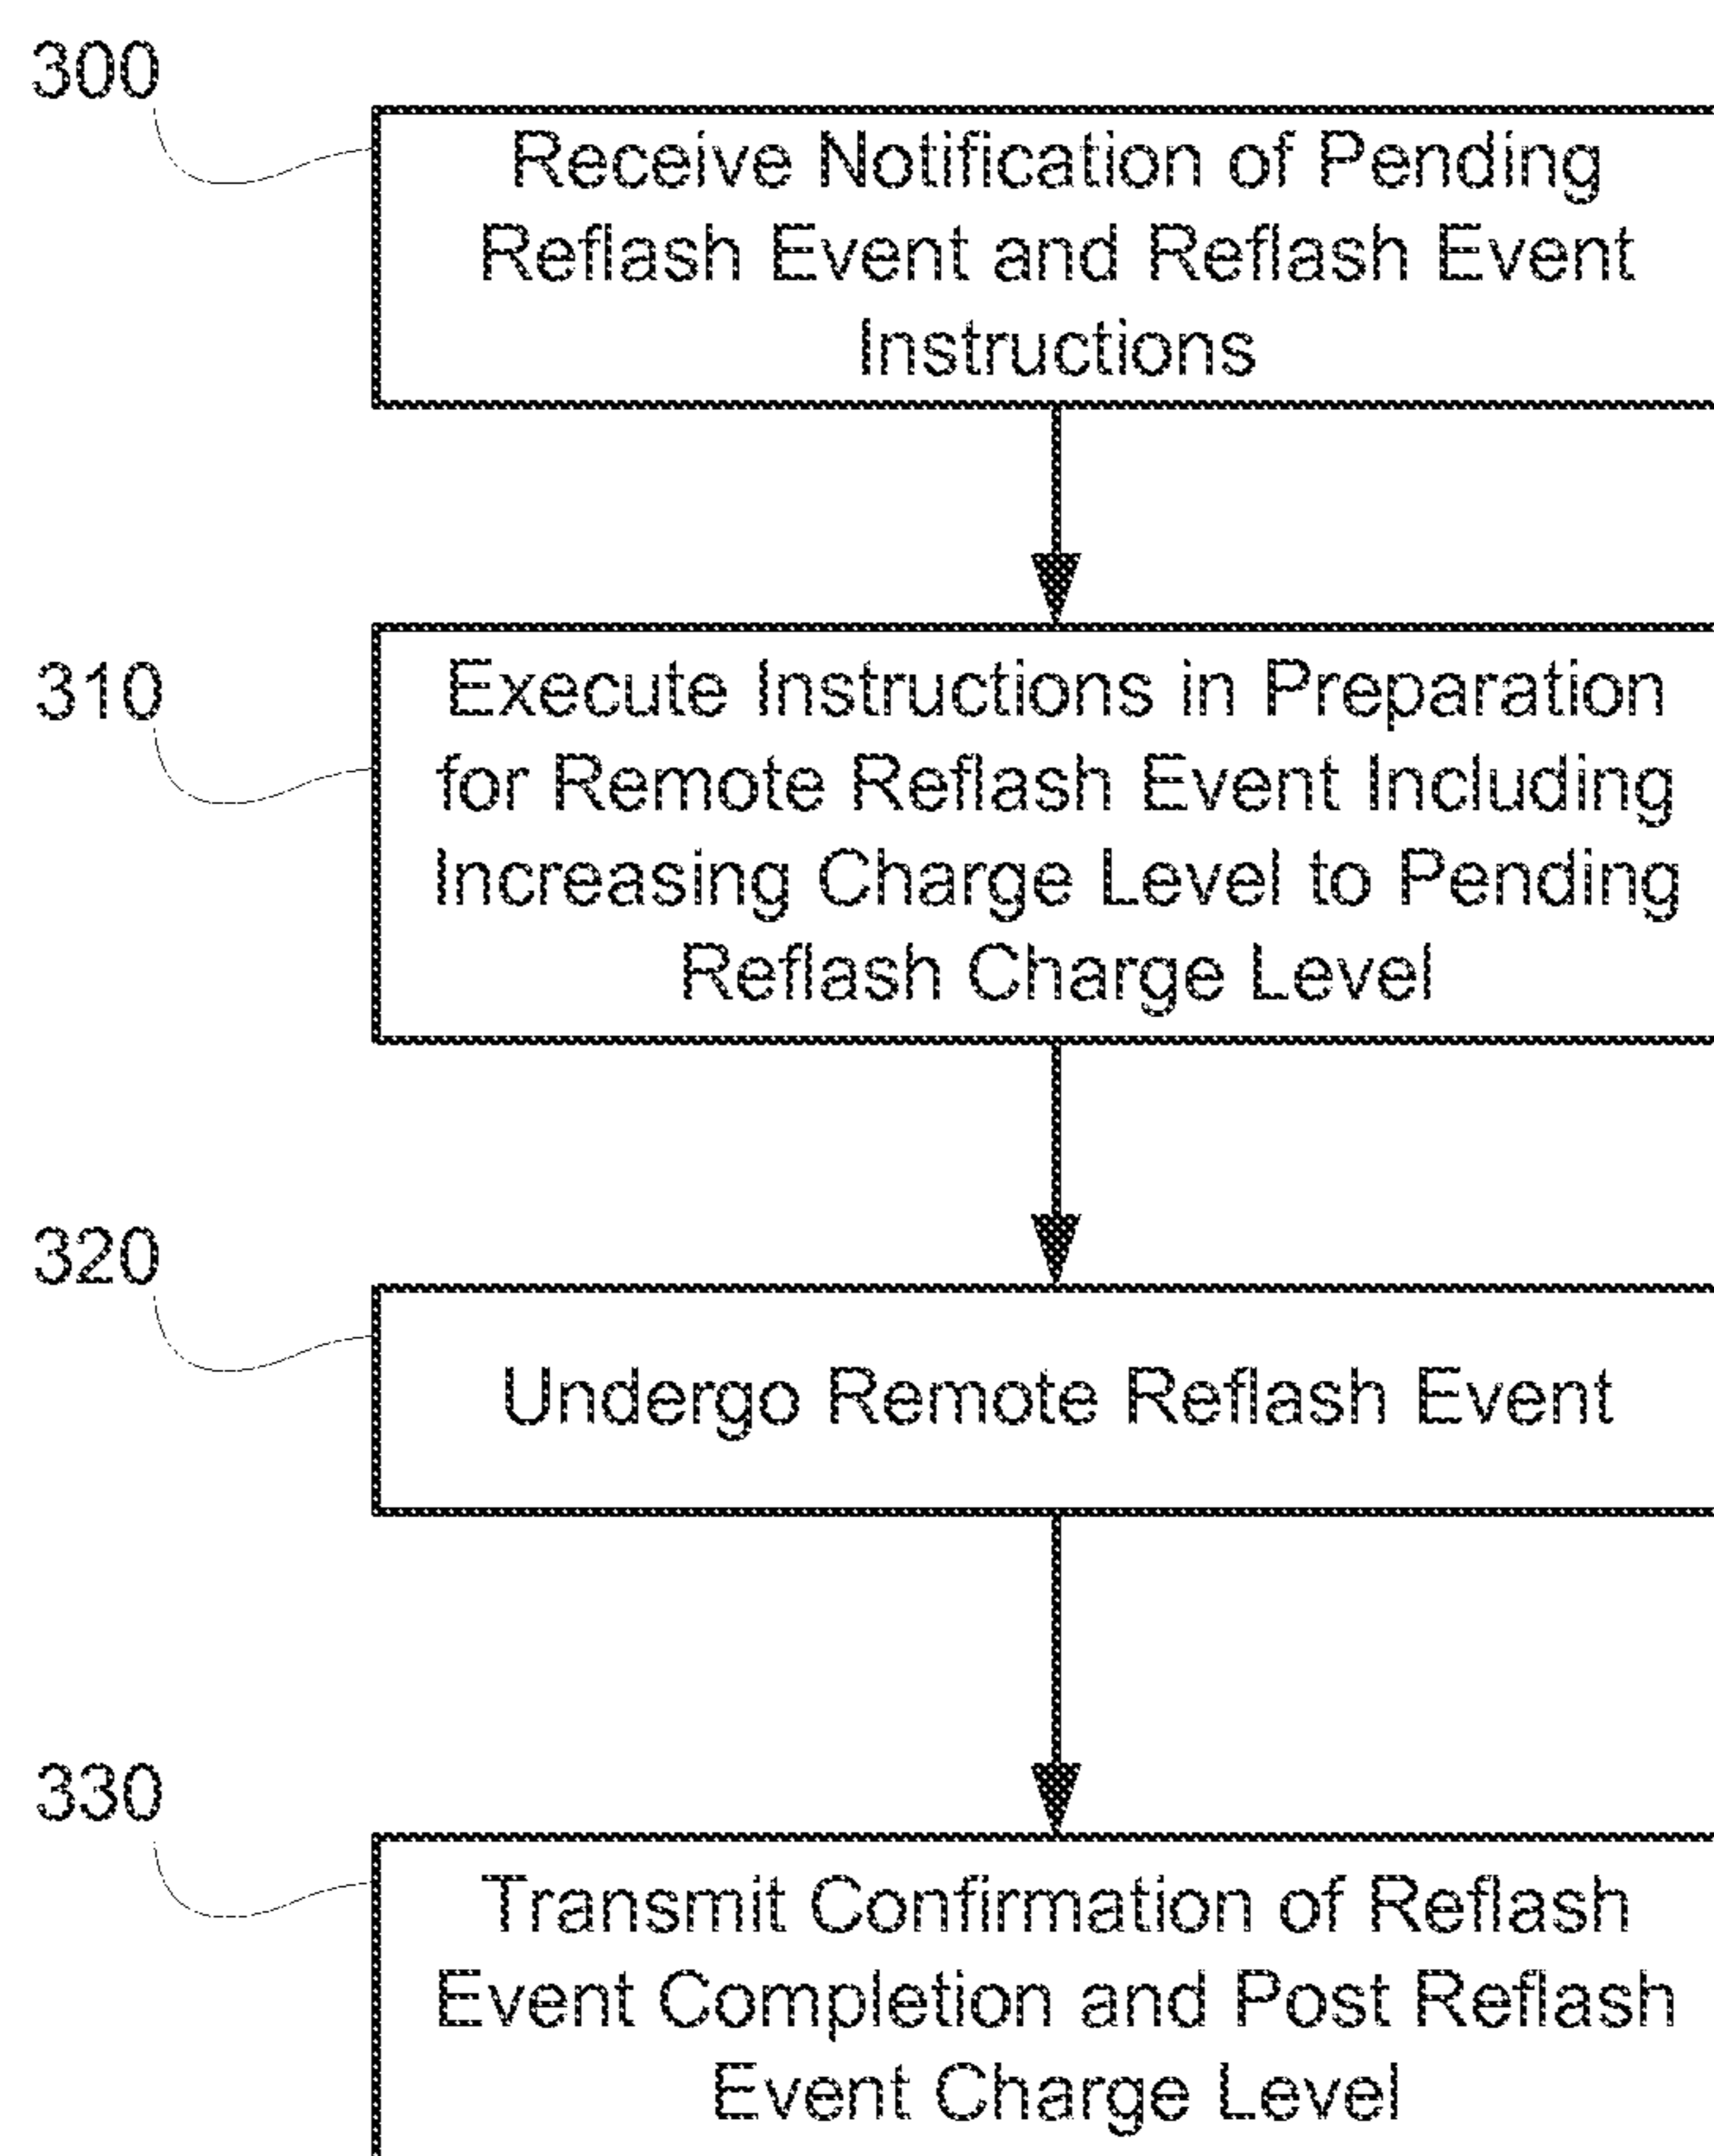 300
Receive Notification of Pending
Reflash Event and Reflash Event
Instructions
310
Execute Instructions in Preparation
for Remote Reflash Event Including
Increasing Charge Level to Pending
Reflash Charge Level
320
Undergo Remote Reflash Event
330
Transmit Confirmation of Reflash
Event Completion and Post Reflash
Event Charge Level